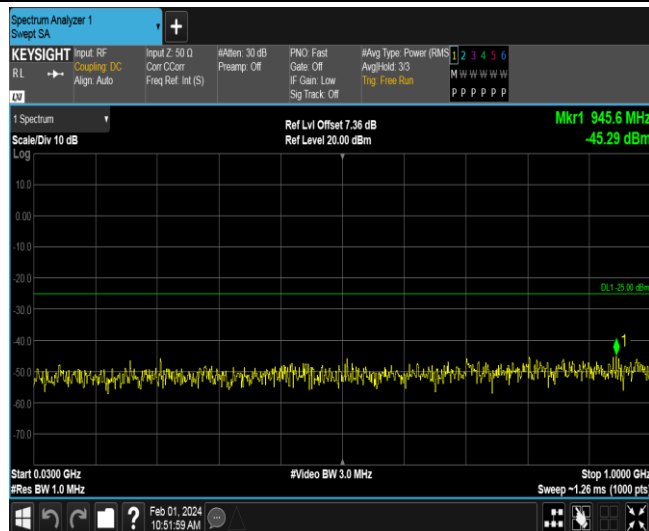 Spectrum Analyzer 1
Swept SA
+
KEYSIGHT
RL
Input: RF
Coupling: DC
Align: Auto
Input Z: 50 Ω
Corr CCorr
Freq Ref: Int (S)
#Atten: 30 dB
Preamp: Off
PNO: Fast
Gate: Off
IF Gain: Low
Sig Track: Off
#Avg Type: Power (RMS
Avg|Hold: 3/3
Trig: Free Run
1 2 3 4 5 6
M W W W W W
P P P P P P
1 Spectrum
Scale/Div 10 dB
Log
Ref Lvl Offset 7.36 dB
Ref Level 20.00 dBm
Mkr1 945.6 MHz
-45.29 dBm
10.0
0.00
-10.0
-20.0
DL1 -25.00 dBm
-30.0
-40.0
1
-50.0
-60.0
-70.0
Start 0.0300 GHz
#Res BW 1.0 MHz
#Video BW 3.0 MHz
Stop 1.0000 GHz
Sweep ~1.26 ms (1000 pts)
?
Feb 01, 2024
10:51:59 AM